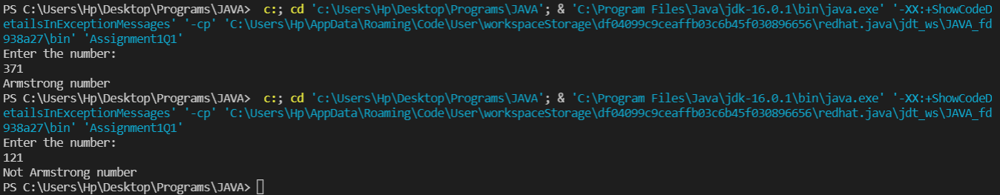 PS C:\Users\Hp\Desktop\Programs\JAVA>  c:; cd 'c:\Users\Hp\Desktop\Programs\JAVA'; & 'C:\Program Files\Java\jdk-16.0.1\bin\java.exe' '-XX:+ShowCodeD
etailsInExceptionMessages' '-cp' 'C:\Users\Hp\AppData\Roaming\Code\User\workspaceStorage\df04099c9ceaffb03c6b45f030896656\redhat.java\jdt_ws\JAVA_fd
938a27\bin' 'Assignment1Q1'
Enter the number:
371
Armstrong number
PS C:\Users\Hp\Desktop\Programs\JAVA>  c:; cd 'c:\Users\Hp\Desktop\Programs\JAVA'; & 'C:\Program Files\Java\jdk-16.0.1\bin\java.exe' '-XX:+ShowCodeD
etailsInExceptionMessages' '-cp' 'C:\Users\Hp\AppData\Roaming\Code\User\workspaceStorage\df04099c9ceaffb03c6b45f030896656\redhat.java\jdt_ws\JAVA_fd
938a27\bin' 'Assignment1Q1'
Enter the number:
121
Not Armstrong number
PS C:\Users\Hp\Desktop\Programs\JAVA>